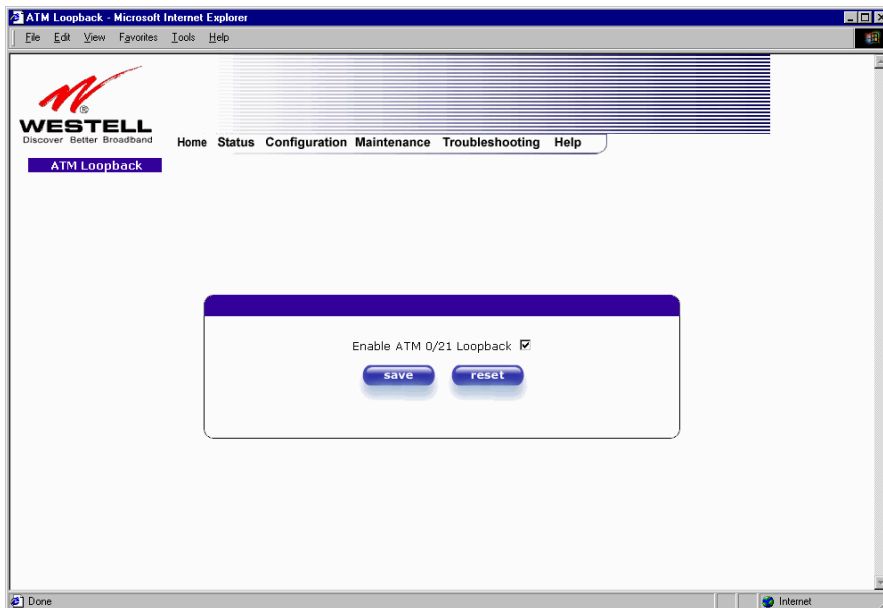 ATM Loopback - Microsoft Internet Explorer
File Edit View Favorites Tools Help
WESTELL
®
Discover Better Broadband
Home Status Configuration Maintenance Troubleshooting Help
ATM Loopback
Enable ATM 0/21 Loopback
save reset
Done Internet